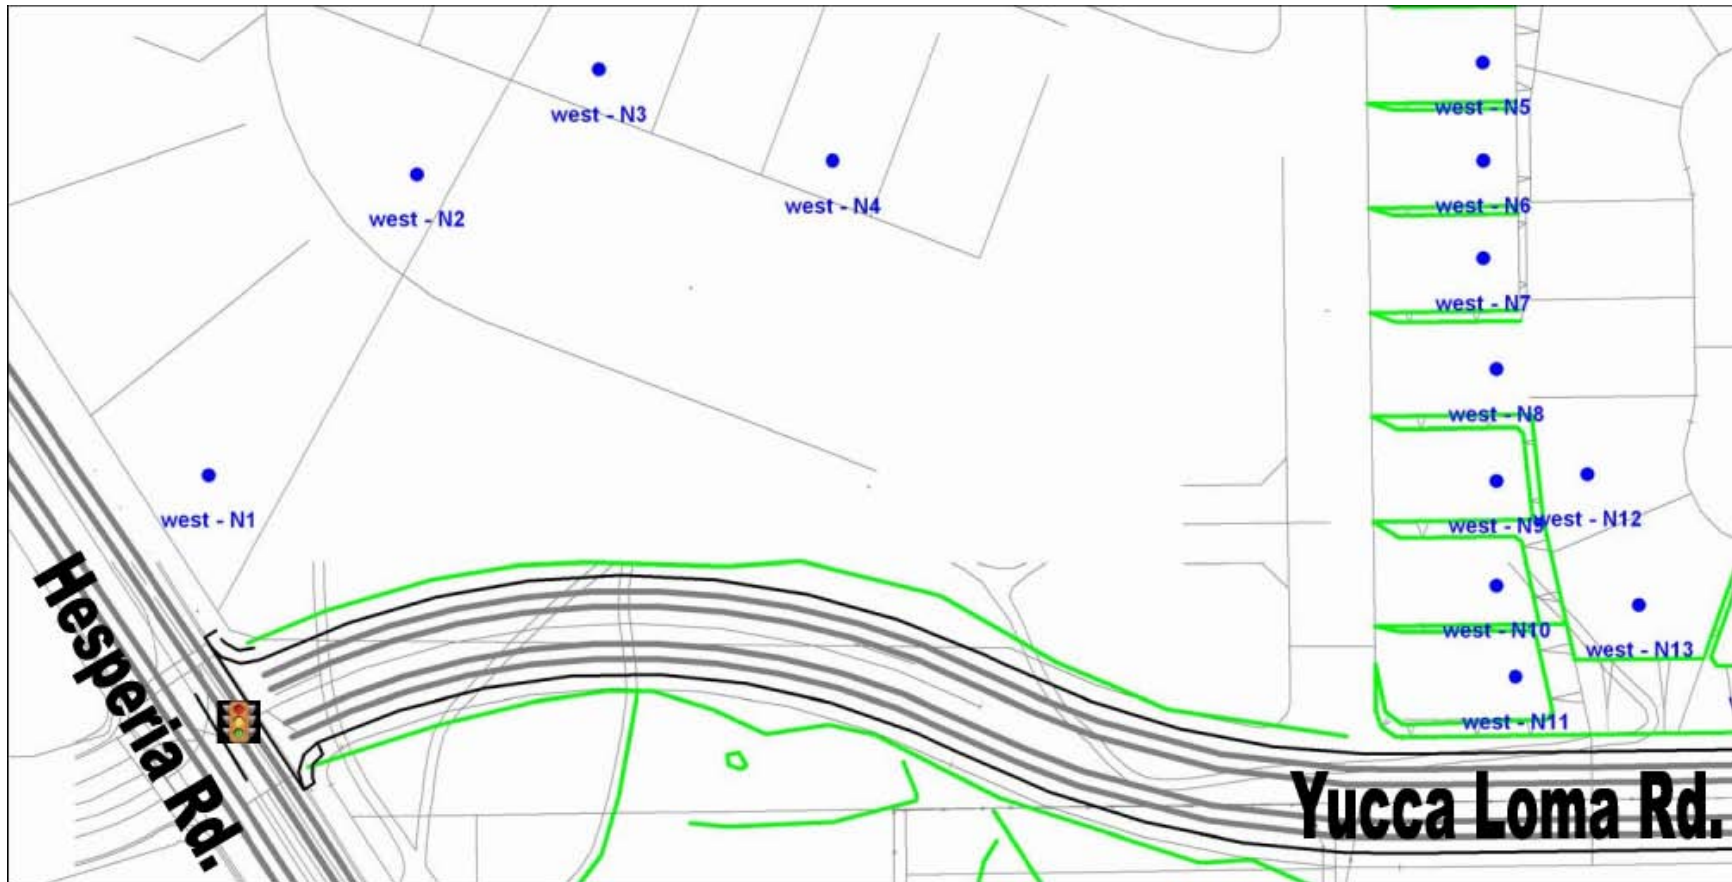 west - N3
west - N5
west - N2
west - N4
west - N6
west - N7
west - N8
west - N1
west - N9
west - N12
west - N10
west - N13
west - N11
Hesperia Rd.
Yucca Loma Rd.